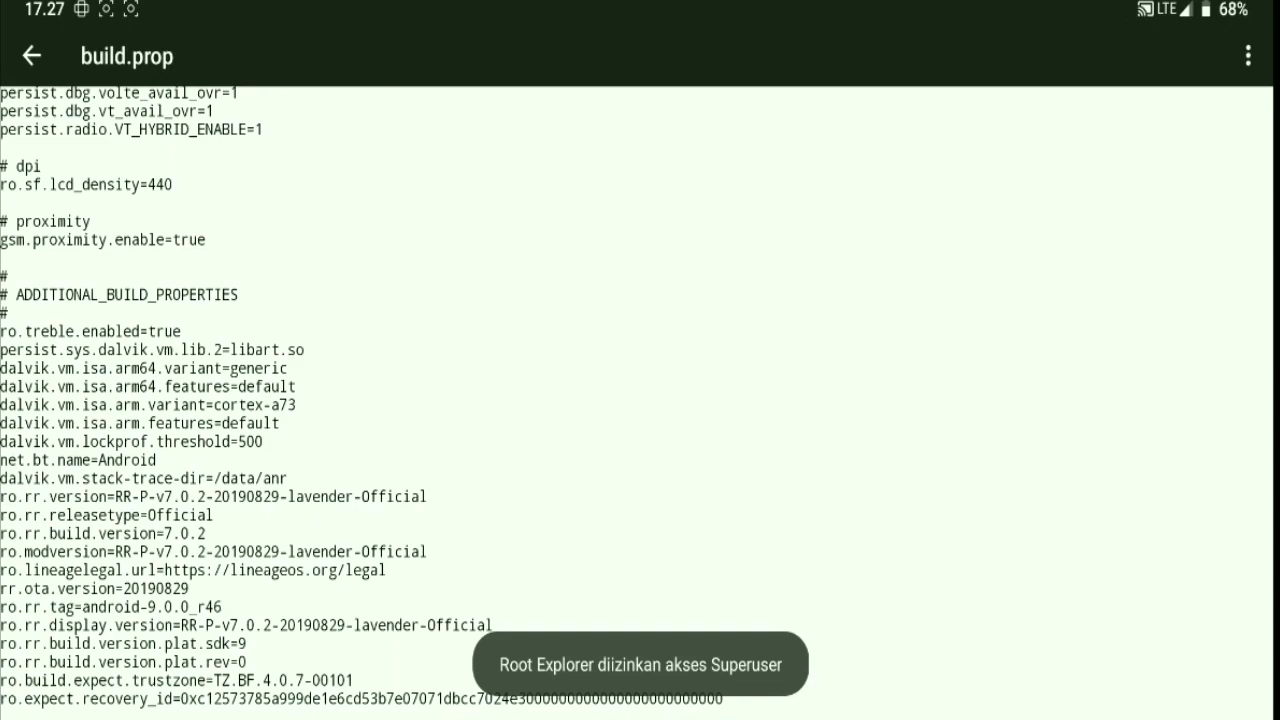 17.27 LTE 68%
build.prop
persist.dbg.volte_avail_ovr=1
persist.dbg.vt_avail_ovr=1
persist.radio.VT_HYBRID_ENABLE=1
# dpi
ro.sf.lcd_density=440
# proximity
gsm.proximity.enable=true
#
# ADDITIONAL_BUILD_PROPERTIES
#
ro.treble.enabled=true
persist.sys.dalvik.vm.lib.2=libart.so
dalvik.vm.isa.arm64.variant=generic
dalvik.vm.isa.arm64.features=default
dalvik.vm.isa.arm.variant=cortex-a73
dalvik.vm.isa.arm.features=default
dalvik.vm.lockprof.threshold=500
net.bt.name=Android
dalvik.vm.stack-trace-dir=/data/anr
ro.rr.version=RR-P-v7.0.2-20190829-lavender-Official
ro.rr.releasetype=Official
ro.rr.build.version=7.0.2
ro.modversion=RR-P-v7.0.2-20190829-lavender-Official
ro.lineagelegal.url=https://lineageos.org/legal
rr.ota.version=20190829
ro.rr.tag=android-9.0.0_r46
ro.rr.display.version=RR-P-v7.0.2-20190829-lavender-Official
ro.rr.build.version.plat.sdk=9
ro.rr.build.version.plat.rev=0
Root Explorer diizinkan akses Superuser
ro.build.expect.trustzone=TZ.BF.4.0.7-00101